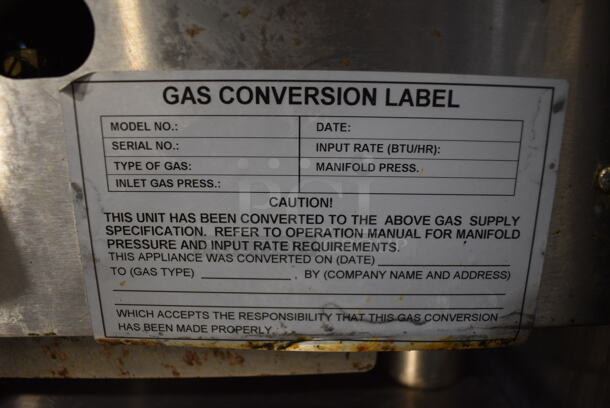 GAS CONVERSION LABEL
MODEL NO.: DATE:
SERIAL NO.: INPUT RATE (BTU/HR):
TYPE OF GAS: MANIFOLD PRESS.
INLET GAS PRESS.:
CAUTION!
THIS UNIT HAS BEEN CONVERTED TO THE ABOVE GAS SUPPLY
SPECIFICATION. REFER TO OPERATION MANUAL FOR MANIFOLD
PRESSURE AND INPUT RATE REQUIREMENTS.
THIS APPLIANCE WAS CONVERTED ON (DATE)
TO (GAS TYPE) , BY (COMPANY NAME AND ADDRESS)
WHICH ACCEPTS THE RESPONSIBILITY THAT THIS GAS CONVERSION
HAS BEEN MADE PROPERLY.